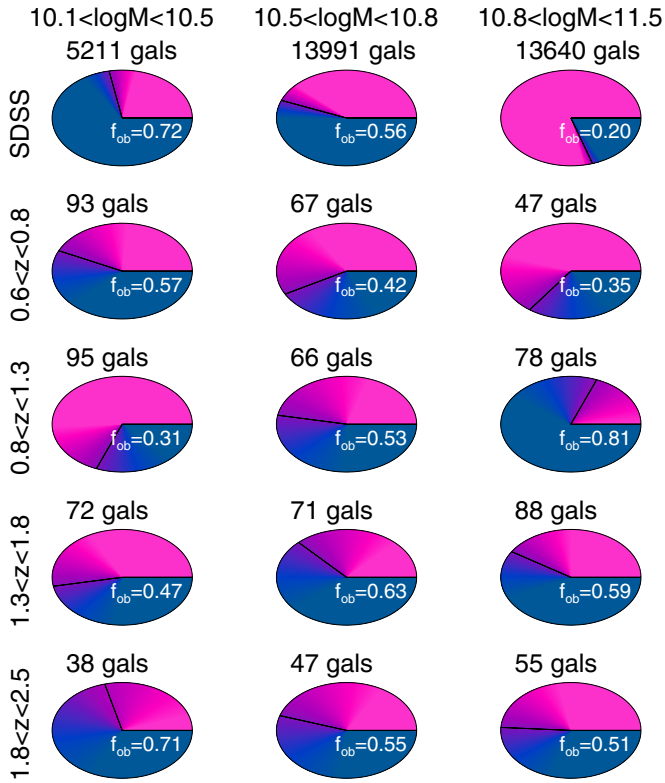 10.1<logM<10.5 10.5<logM<10.8 10.8<logM<11.5
5211 gals 13991 gals 13640 gals
SDSS
f_ob=0.72 f_ob=0.56 f_ob=0.20
93 gals 67 gals 47 gals
0.6<z<0.8
f_ob=0.57 f_ob=0.42 f_ob=0.35
95 gals 66 gals 78 gals
0.8<z<1.3
f_ob=0.31 f_ob=0.53 f_ob=0.81
72 gals 71 gals 88 gals
1.3<z<1.8
f_ob=0.47 f_ob=0.63 f_ob=0.59
38 gals 47 gals 55 gals
1.8<z<2.5
f_ob=0.71 f_ob=0.55 f_ob=0.51